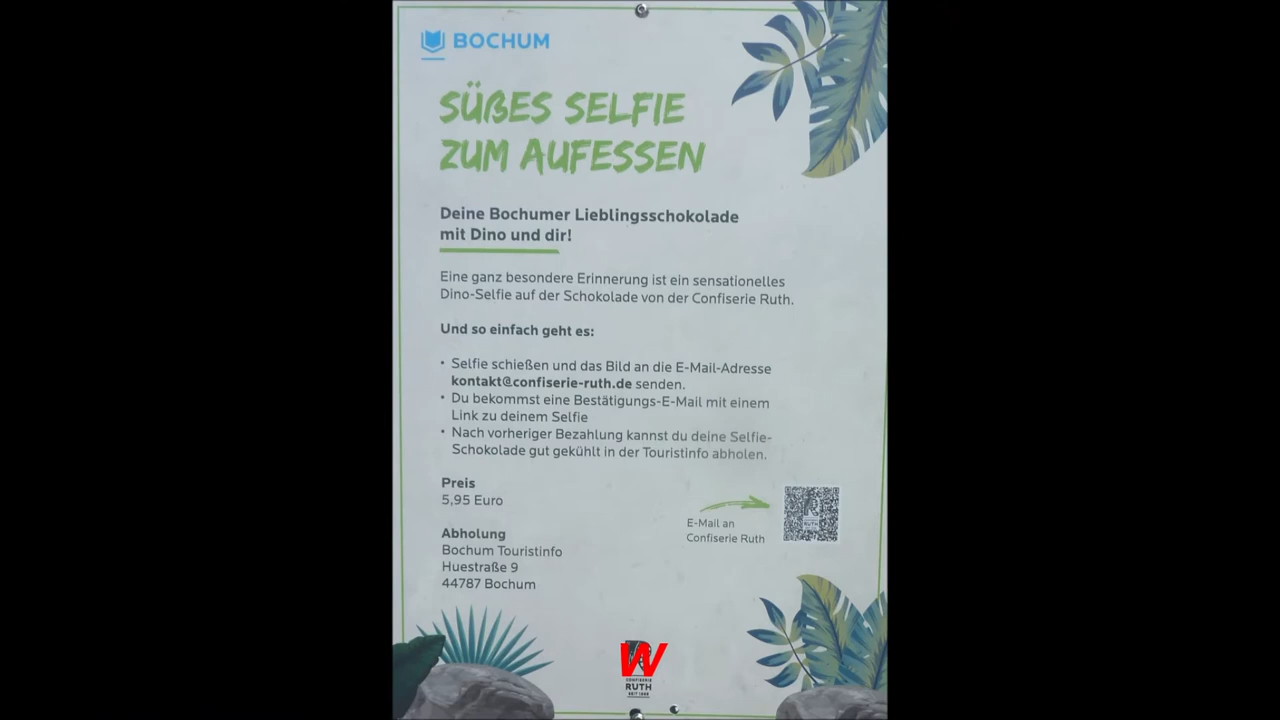 BOCHUM
SÜßES SELFIE
ZUM AUFESSEN
Deine Bochumer Lieblingsschokolade
mit Dino und dir!
Eine ganz besondere Erinnerung ist ein sensationelles
Dino-Selfie auf der Schokolade von der Confiserie Ruth.
Und so einfach geht es:
• Selfie schießen und das Bild an die E-Mail-Adresse
kontakt@confiserie-ruth.de senden.
• Du bekommst eine Bestätigungs-E-Mail mit einem
Link zu deinem Selfie
• Nach vorheriger Bezahlung kannst du deine Selfie-
Schokolade gut gekühlt in der Touristinfo abholen.
Preis
5,95 Euro
E-Mail an
Confiserie Ruth
Abholung
Bochum Touristinfo
Huestraße 9
44787 Bochum
W
CONFISERIE
RUTH